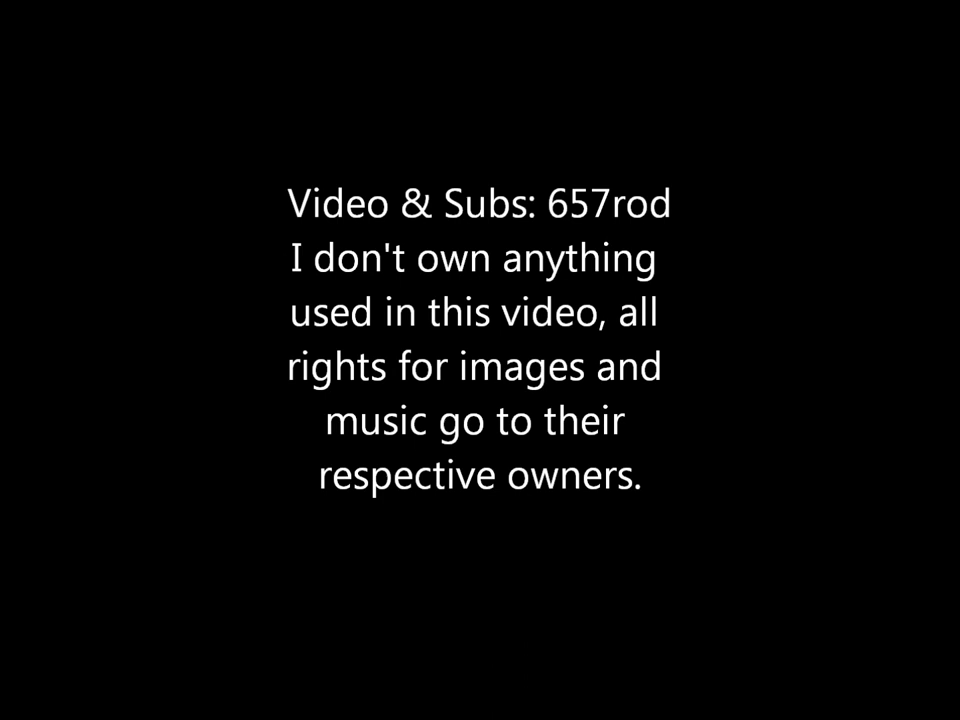 Video & Subs: 657rod
I don't own anything
used in this video, all
rights for images and
music go to their
respective owners.